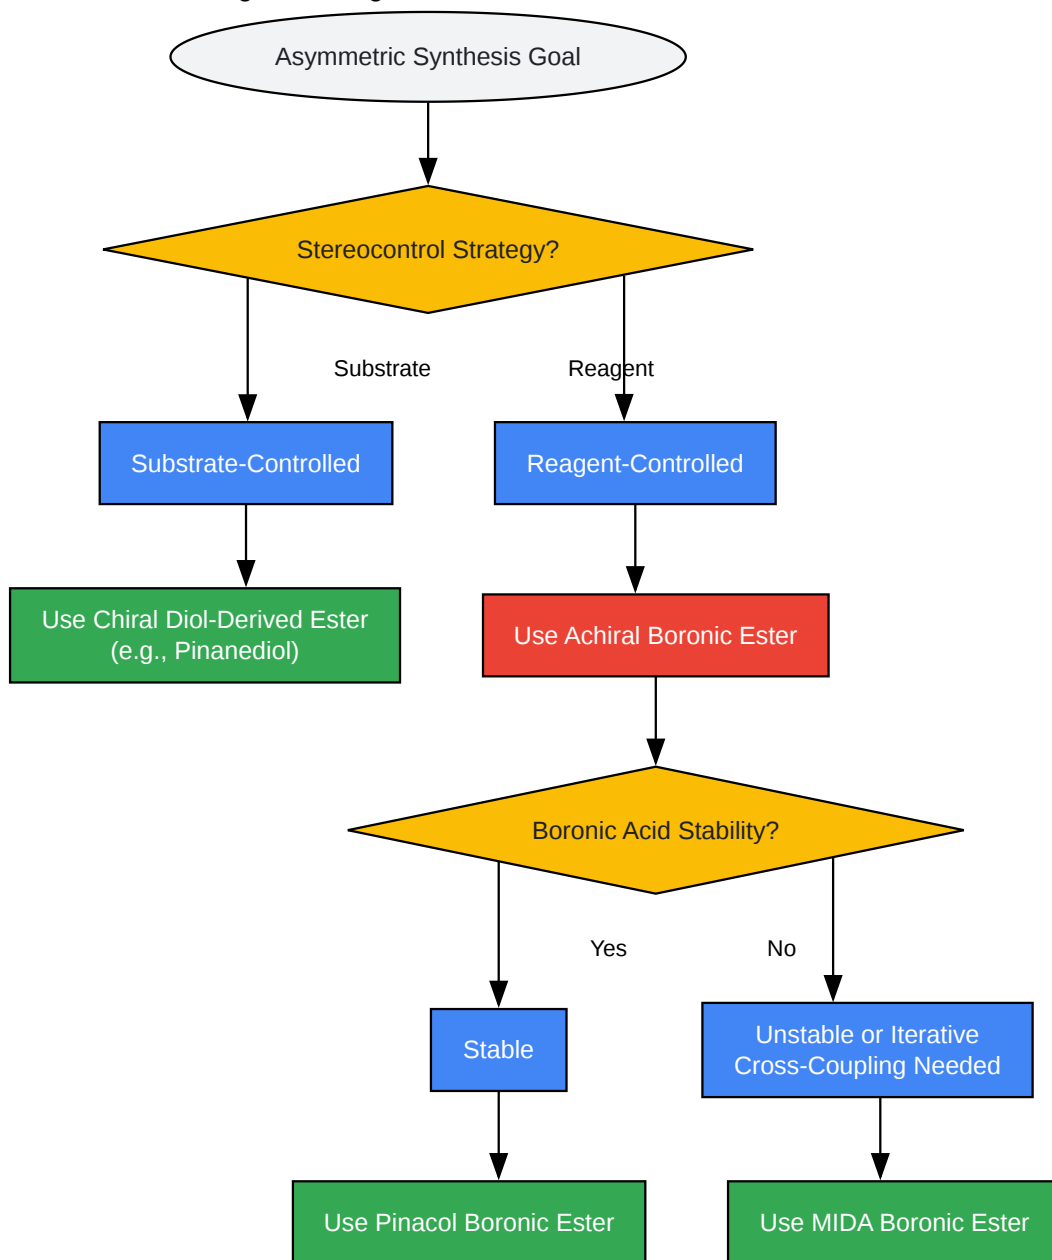 Asymmetric Synthesis Goal
Stereocontrol Strategy?
Substrate
Reagent
Substrate-Controlled
Reagent-Controlled
Use Chiral Diol-Derived Ester
(e.g., Pinanediol)
Use Achiral Boronic Ester
Boronic Acid Stability?
Yes
No
Stable
Unstable or Iterative
Cross-Coupling Needed
Use Pinacol Boronic Ester
Use MIDA Boronic Ester